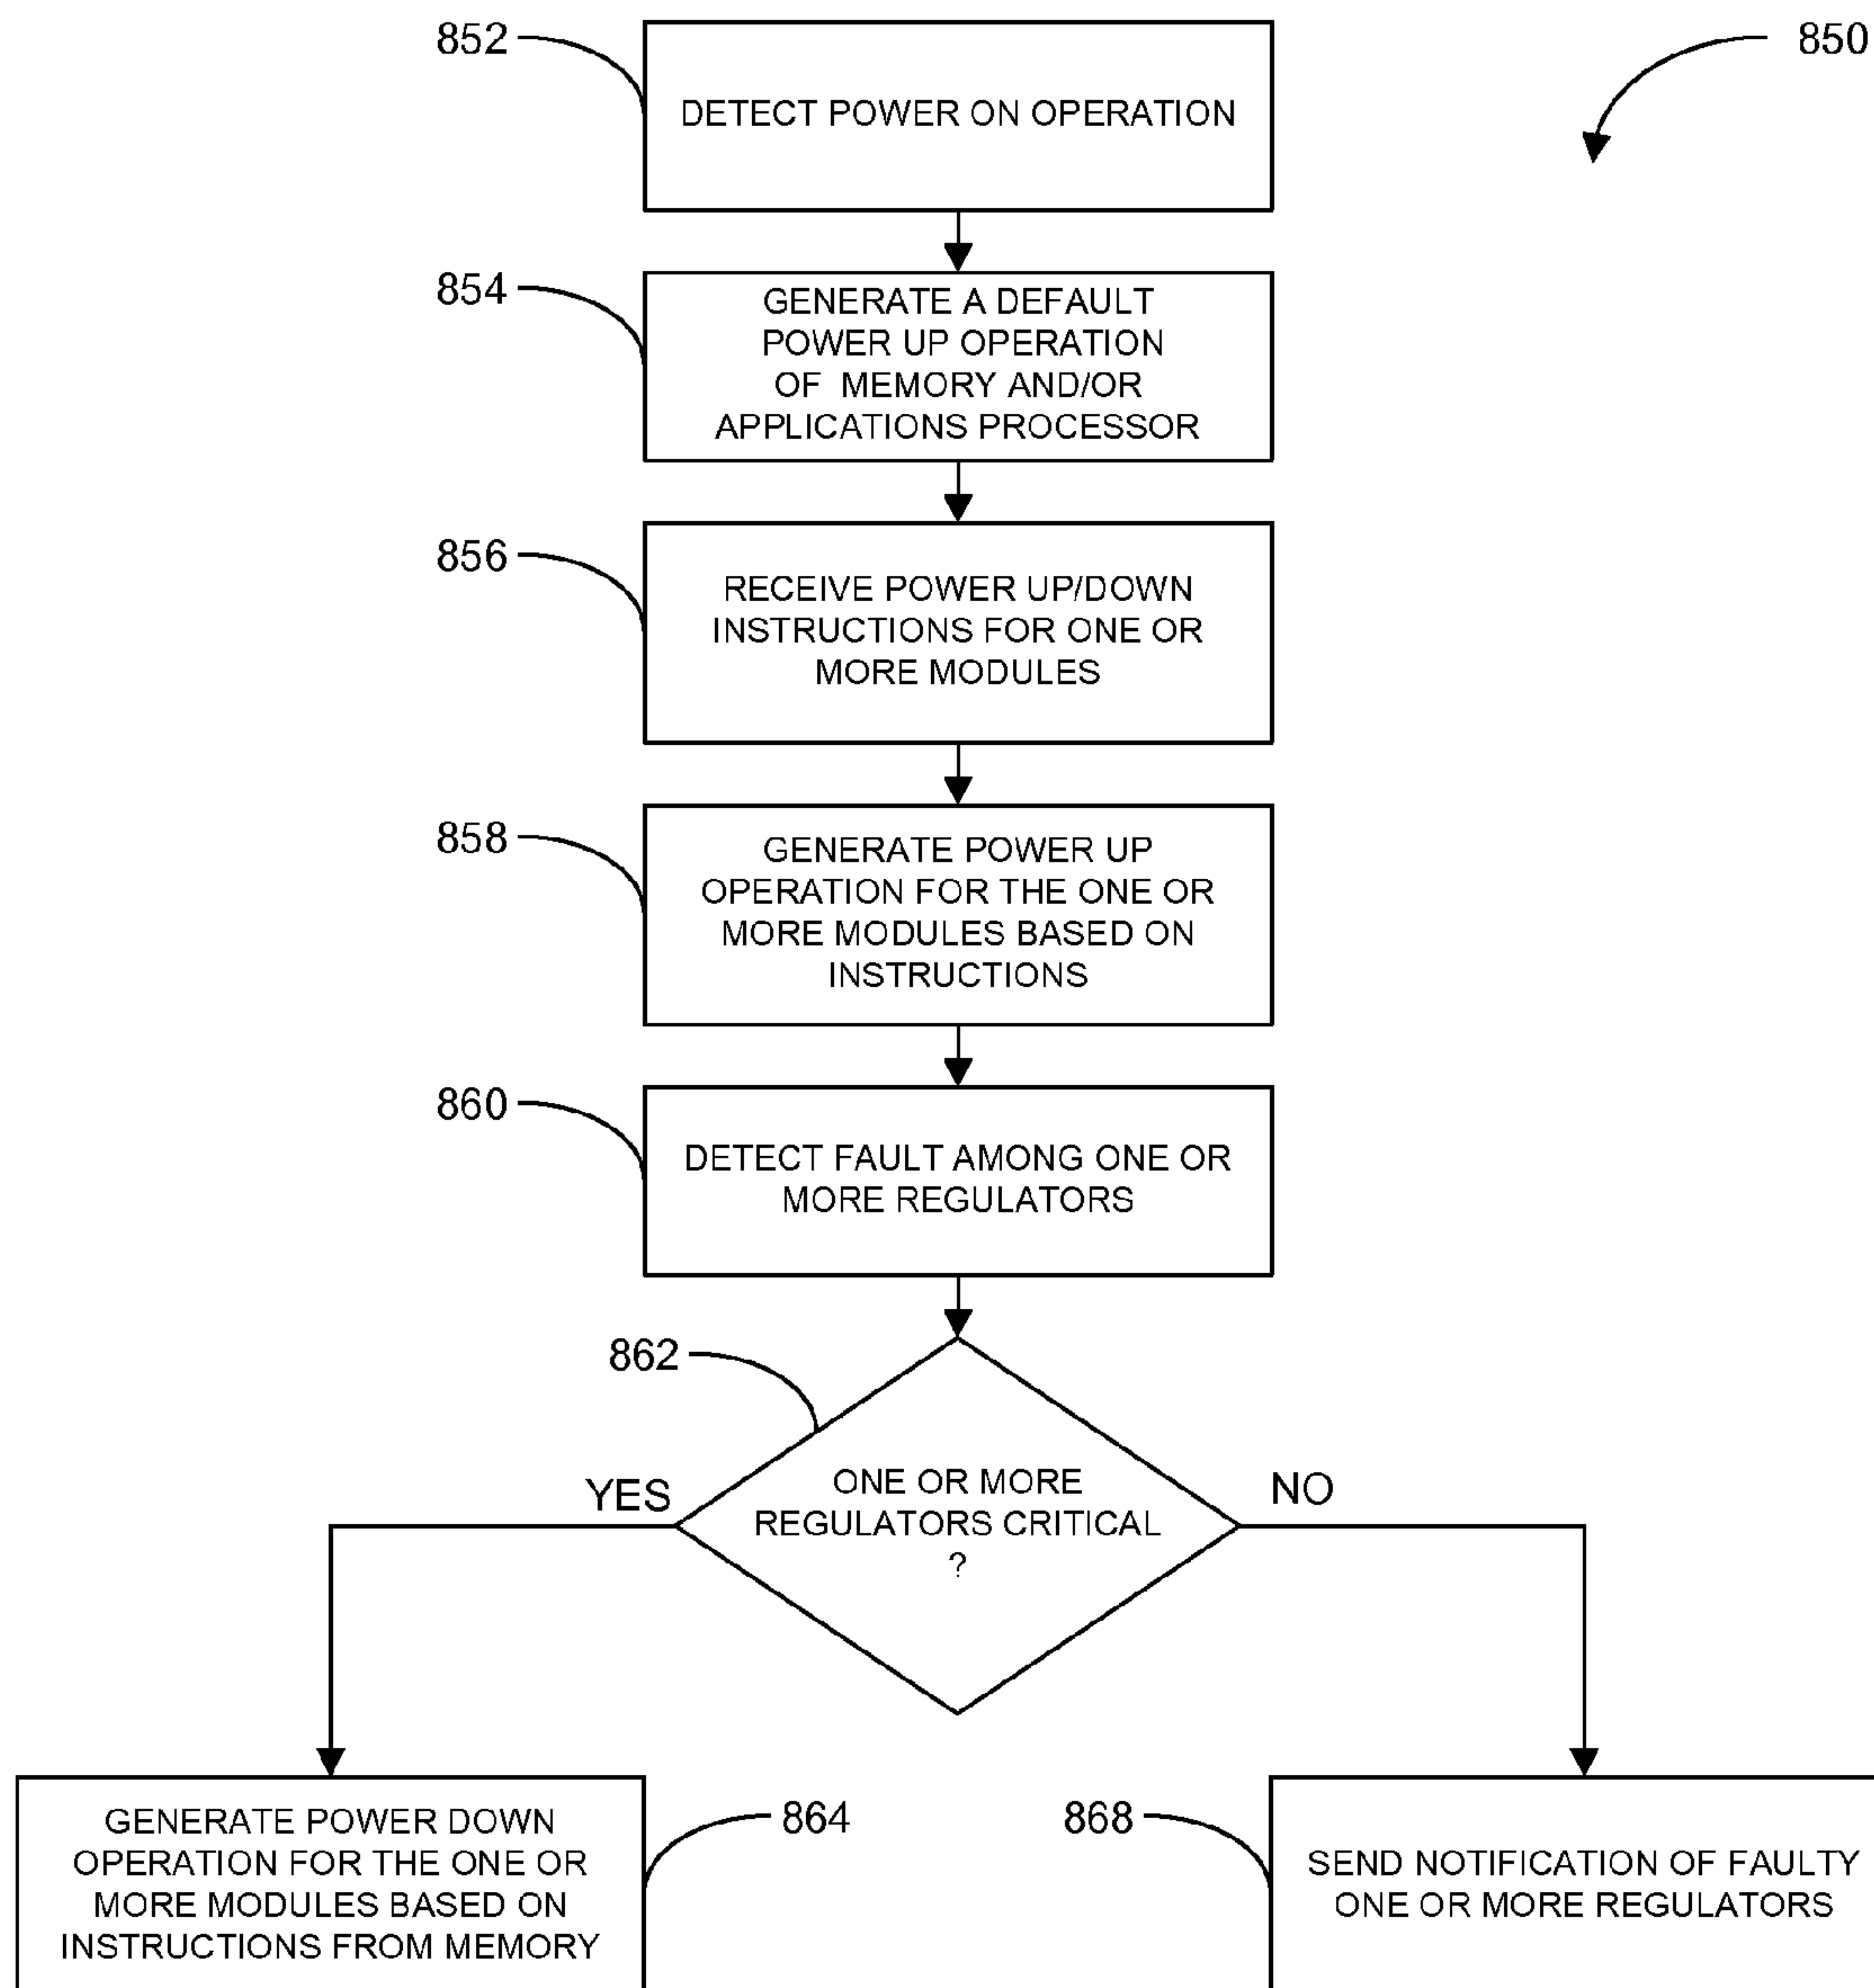 852
DETECT POWER ON OPERATION
850
854
GENERATE A DEFAULT
POWER UP OPERATION
OF MEMORY AND/OR
APPLICATIONS PROCESSOR
856
RECEIVE POWER UP/DOWN
INSTRUCTIONS FOR ONE OR
MORE MODULES
858
GENERATE POWER UP
OPERATION FOR THE ONE OR
MORE MODULES BASED ON
INSTRUCTIONS
860
DETECT FAULT AMONG ONE OR
MORE REGULATORS
862
YES
ONE OR MORE
REGULATORS CRITICAL
?
NO
GENERATE POWER DOWN
OPERATION FOR THE ONE OR
MORE MODULES BASED ON
INSTRUCTIONS FROM MEMORY
864
868
SEND NOTIFICATION OF FAULTY
ONE OR MORE REGULATORS